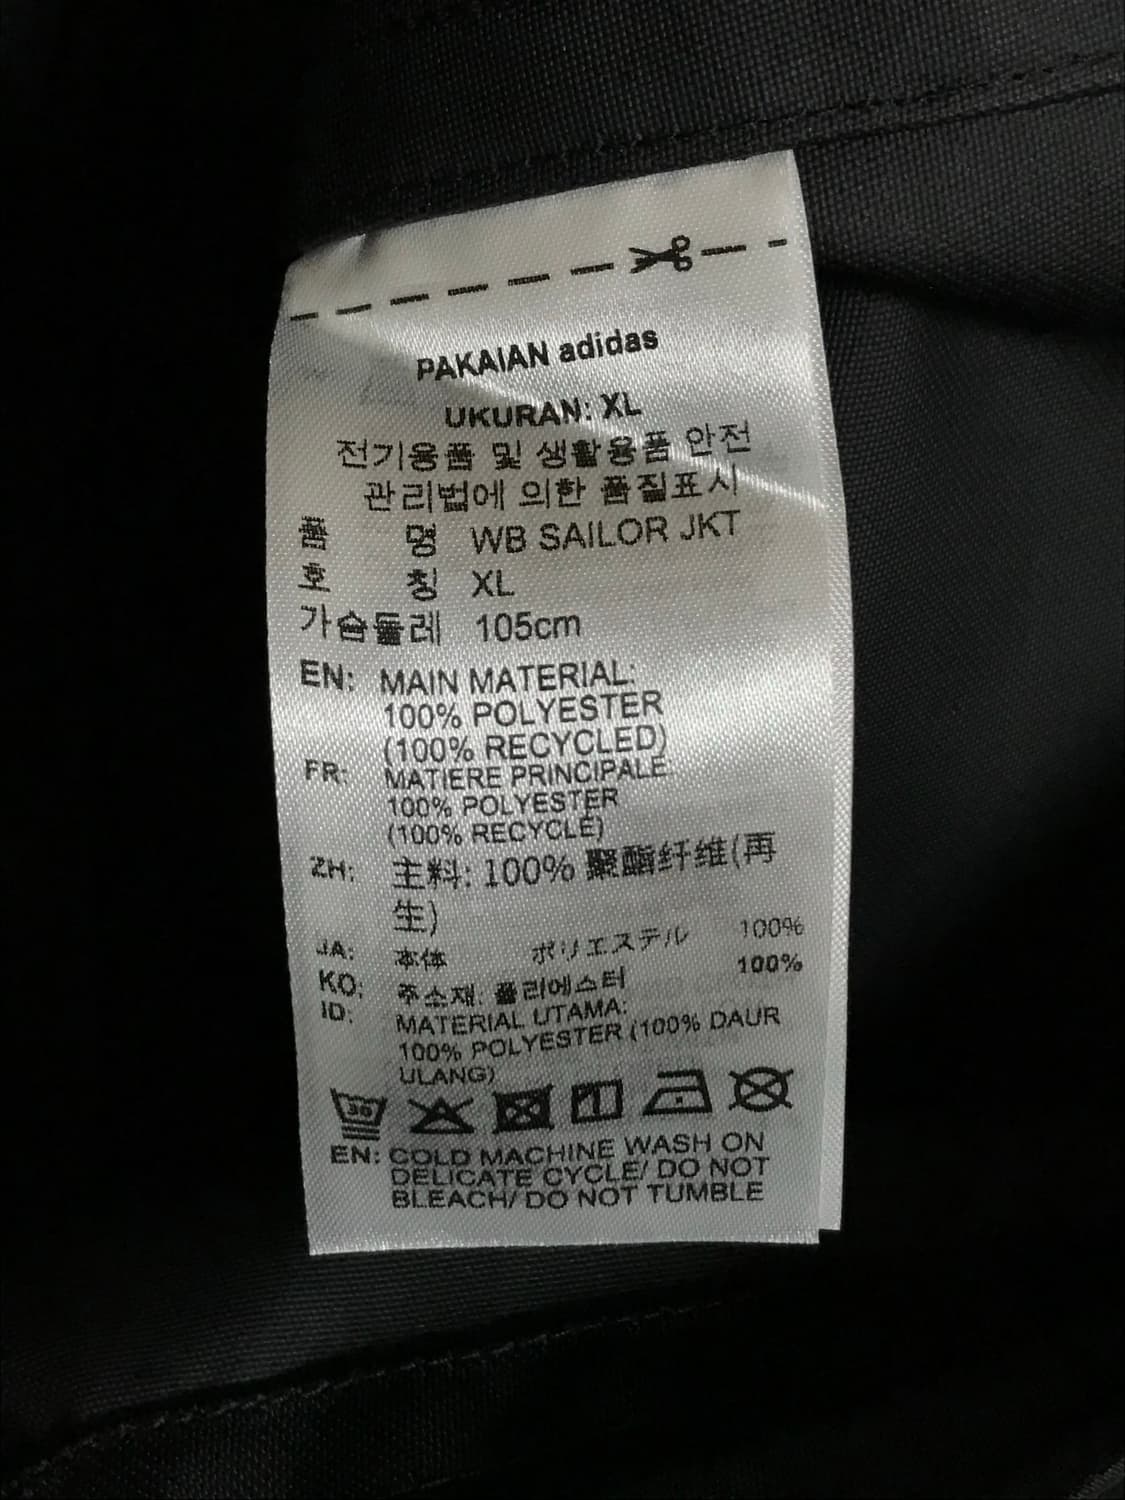 PAKAIAN adidas
UKURAN: XL
전기용품 및 생활용품 안전
관리법에 의한 품질표시
품 명 WB SAILOR JKT
호 칭 XL
가슴둘레 105cm
EN: MAIN MATERIAL:
100% POLYESTER
(100% RECYCLED)
FR: MATIERE PRINCIPALE:
100% POLYESTER
(100% RECYCLÉ)
ZH: 主料: 100% 聚酯纤维(再
生)
JA: 本体 ポリエステル 100%
KO: 주소재: 폴리에스터 100%
ID: MATERIAL UTAMA:
100% POLYESTER (100% DAUR
ULANG)
30
EN: COLD MACHINE WASH ON
DELICATE CYCLE/ DO NOT
BLEACH/ DO NOT TUMBLE